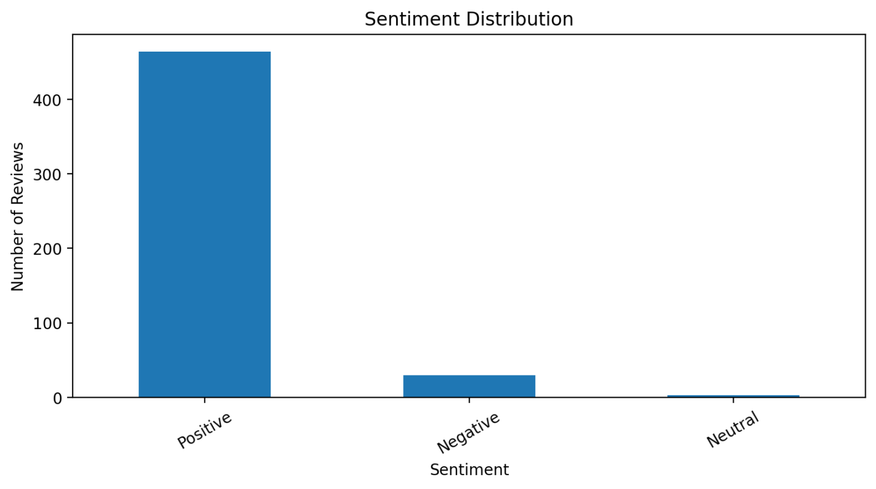 Sentiment Distribution
Number of Reviews
400
300
200
100
0
Positive
Negative
Neutral
Sentiment